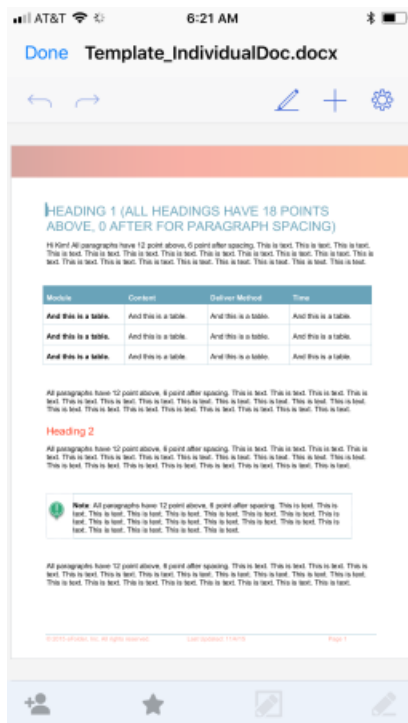 AT&T 6:21 AM
Done Template_IndividualDoc.docx
HEADING 1 (ALL HEADINGS HAVE 18 POINTS
ABOVE, 0 AFTER FOR PARAGRAPH SPACING)
Hi Kim! All paragraphs have 12 point above, 6 point after spacing. This is text. This is text. This is text.
This is text. This is text. This is text. This is text. This is text. This is text. This is text. This is text. This is
text. This is text. This is text. This is text. This is text. This is text. This is text. This is text.
Module Content Deliver Method Time
And this is a table. And this is a table. And this is a table. And this is a table.
And this is a table. And this is a table. And this is a table. And this is a table.
And this is a table. And this is a table. And this is a table. And this is a table.
All paragraphs have 12 point above, 6 point after spacing. This is text. This is text. This is text. This is
text. This is text. This is text. This is text. This is text. This is text. This is text. This is text. This is text.
This is text. This is text. This is text. This is text. This is text. This is text. This is text.
Heading 2
All paragraphs have 12 point above, 6 point after spacing. This is text. This is text. This is text. This is
text. This is text. This is text. This is text. This is text. This is text. This is text. This is text. This is text.
This is text. This is text. This is text. This is text. This is text. This is text. This is text.
Note: All paragraphs have 12 point above, 6 point after spacing. This is text. This is
text. This is text. This is text. This is text. This is text. This is text. This is text. This is
text. This is text. This is text. This is text. This is text. This is text. This is text. This is
text. This is text. This is text.
All paragraphs have 12 point above, 6 point after spacing. This is text. This is text. This is text. This is
text. This is text. This is text. This is text. This is text. This is text. This is text. This is text. This is text.
This is text. This is text. This is text. This is text. This is text. This is text. This is text.
Inc. All rights reserved. Last Updated: Page 1